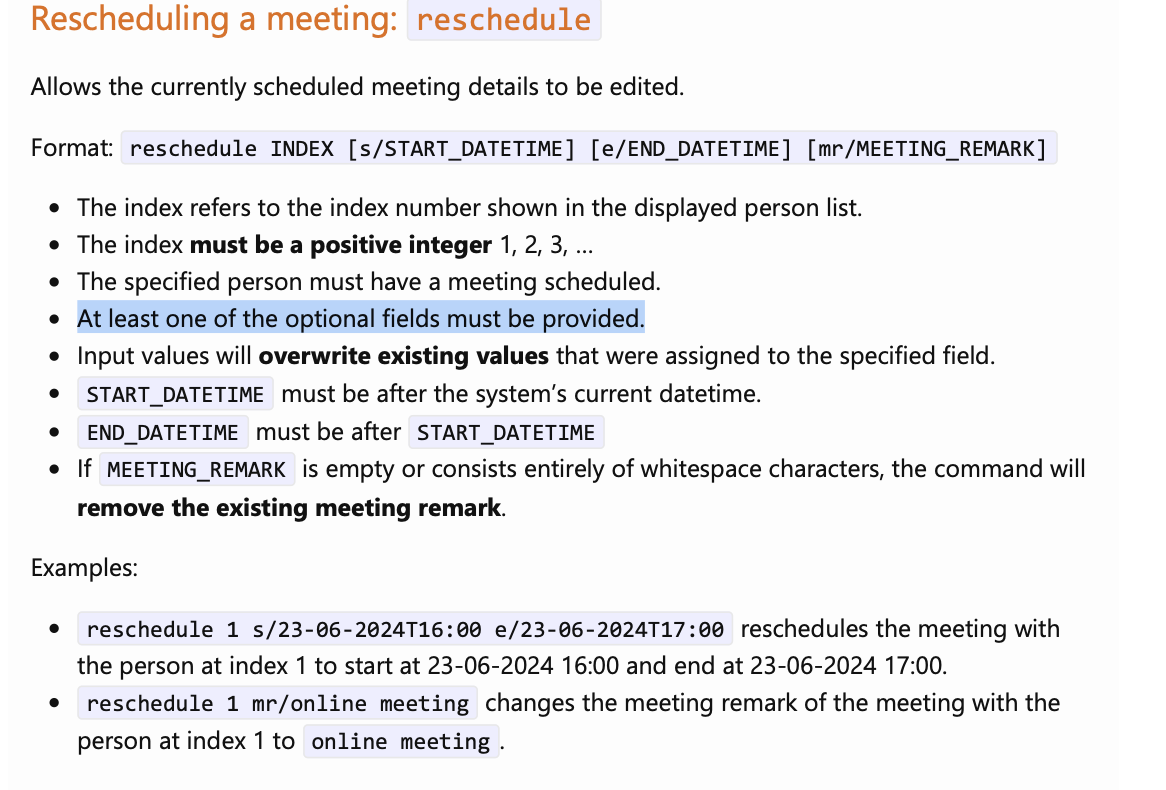 Rescheduling a meeting: reschedule
Allows the currently scheduled meeting details to be edited.
Format: reschedule INDEX [s/START_DATETIME] [e/END_DATETIME] [mr/MEETING_REMARK]
• The index refers to the index number shown in the displayed person list.
• The index must be a positive integer 1, 2, 3, …
• The specified person must have a meeting scheduled.
• At least one of the optional fields must be provided.
• Input values will overwrite existing values that were assigned to the specified field.
• START_DATETIME must be after the system’s current datetime.
• END_DATETIME must be after START_DATETIME
• If MEETING_REMARK is empty or consists entirely of whitespace characters, the command will
remove the existing meeting remark.
Examples:
• reschedule 1 s/23-06-2024T16:00 e/23-06-2024T17:00 reschedules the meeting with
the person at index 1 to start at 23-06-2024 16:00 and end at 23-06-2024 17:00.
• reschedule 1 mr/online meeting changes the meeting remark of the meeting with the
person at index 1 to online meeting.